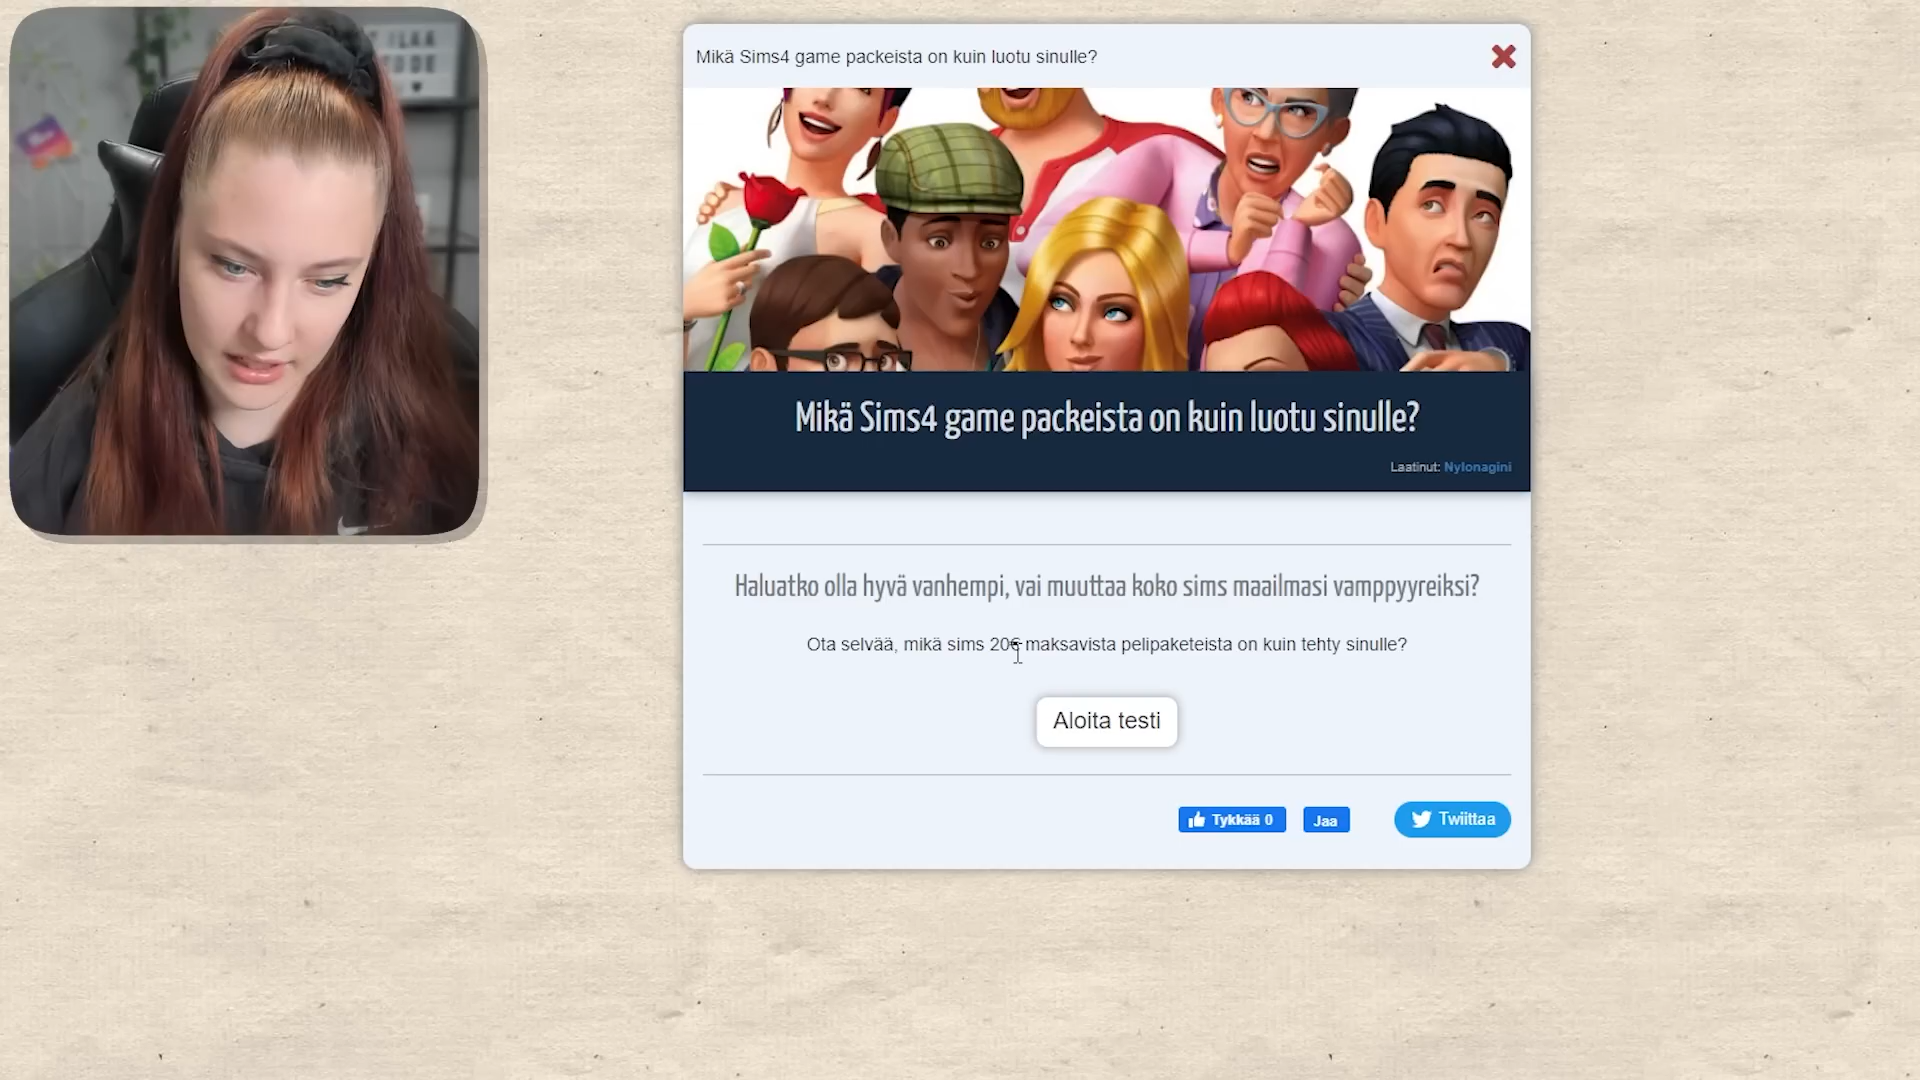 Mikä Sims4 game packeista on kuin luotu sinulle?
Mikä Sims4 game packeista on kuin luotu sinulle?
Laatinut: Nylonagini
Haluatko olla hyvä vanhempi, vai muuttaa koko sims maailmasi vamppyyreiksi?
Ota selvää, mikä sims 20€ maksavista pelipaketeista on kuin tehty sinulle?
Aloita testi
Tykkää 0
Jaa
Twiittaa